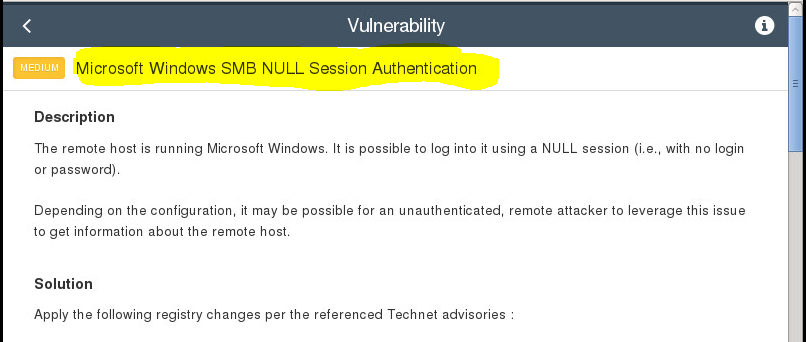 Vulnerability
MEDIUM Microsoft Windows SMB NULL Session Authentication
Description
The remote host is running Microsoft Windows. It is possible to log into it using a NULL session (i.e., with no login
or password).
Depending on the configuration, it may be possible for an unauthenticated, remote attacker to leverage this issue
to get information about the remote host.
Solution
Apply the following registry changes per the referenced Technet advisories :